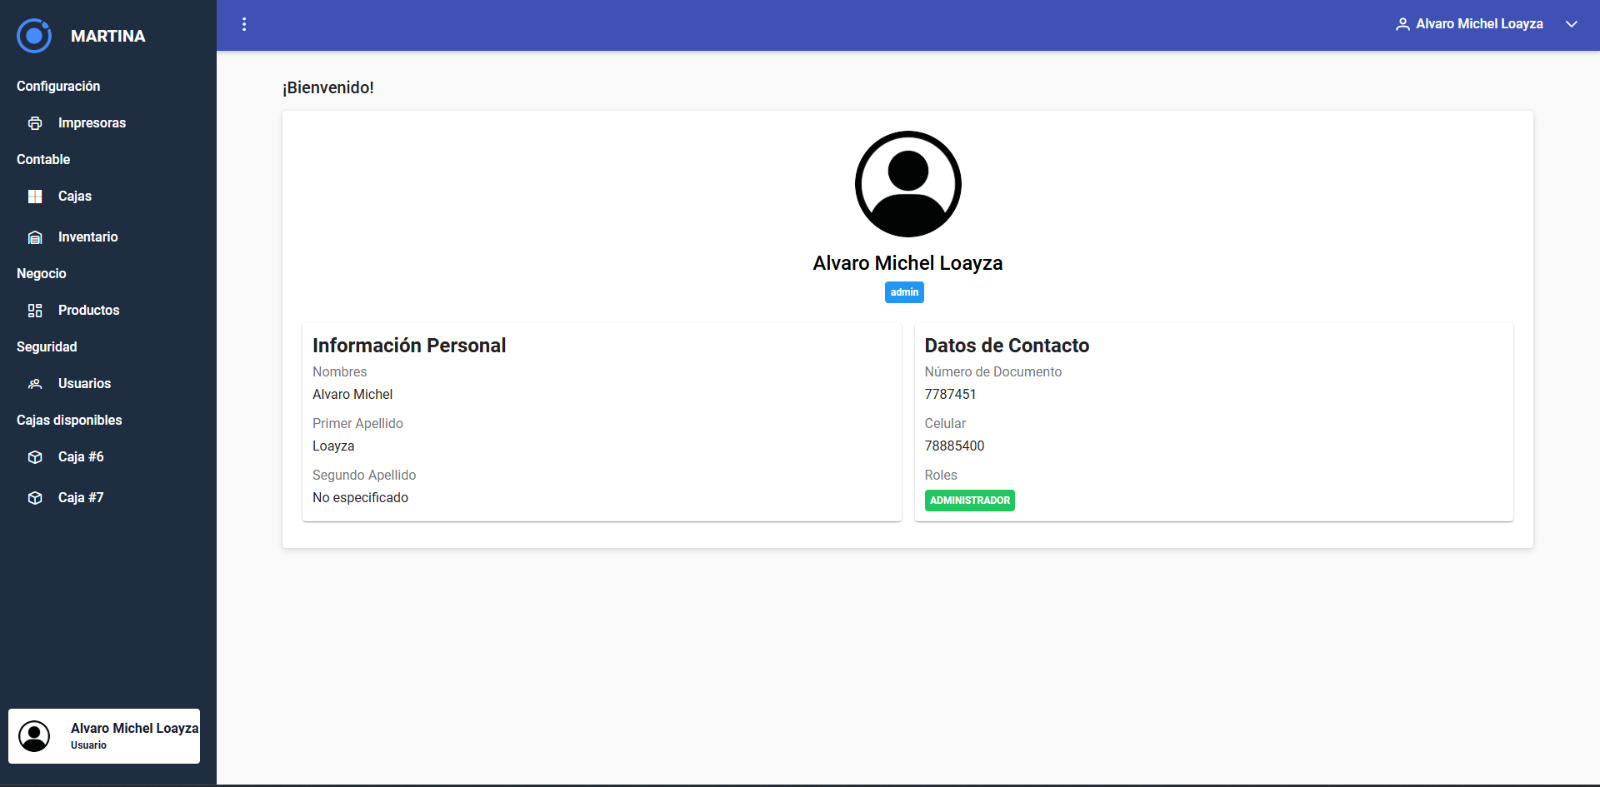 MARTINA
Configuración
Impresoras
Contable
Cajas
Inventario
Negocio
Productos
Seguridad
Usuarios
Cajas disponibles
Caja #6
Caja #7
Alvaro Michel Loayza
Usuario
Alvaro Michel Loayza
¡Bienvenido!
Alvaro Michel Loayza
admin
Información Personal
Nombres
Alvaro Michel
Primer Apellido
Loayza
Segundo Apellido
No especificado
Datos de Contacto
Número de Documento
7787451
Celular
78885400
Roles
ADMINISTRADOR